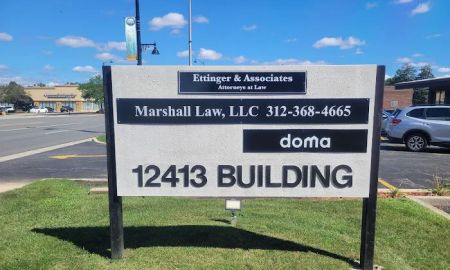 Ettinger & Associates
Attorneys at Law
Marshall Law, LLC 312-368-4665
doma
12413 BUILDING